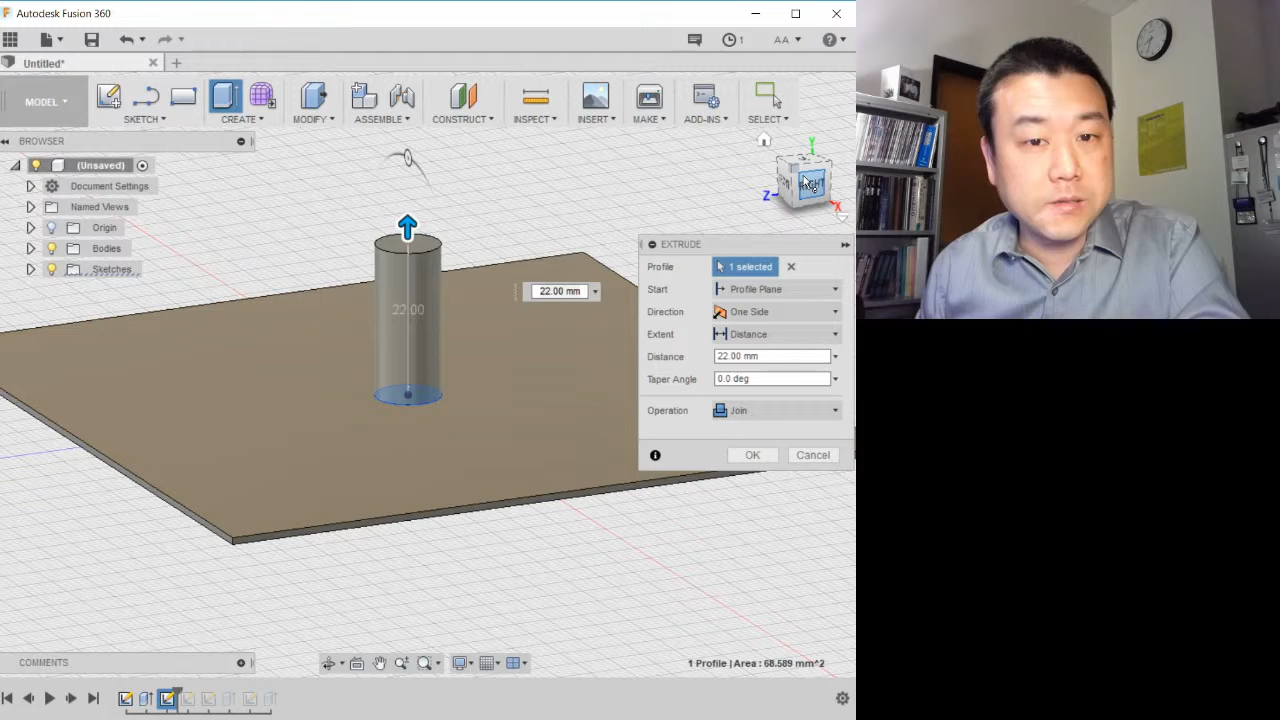 Autodesk Fusion 360
1
AA
Untitled*
MODEL
SKETCH
CREATE
MODIFY
ASSEMBLE
CONSTRUCT
INSPECT
INSERT
MAKE
ADD-INS
SELECT
BROWSER
(Unsaved)
Document Settings
Named Views
Origin
Bodies
Sketches
Y
RIGHT
Z
X
22.00
22.00 mm
EXTRUDE
Profile 1 selected
Start Profile Plane
Direction One Side
Extent Distance
Distance 22.00 mm
Taper Angle 0.0 deg
Operation Join
OK Cancel
COMMENTS
1 Profile | Area : 68.589 mm^2